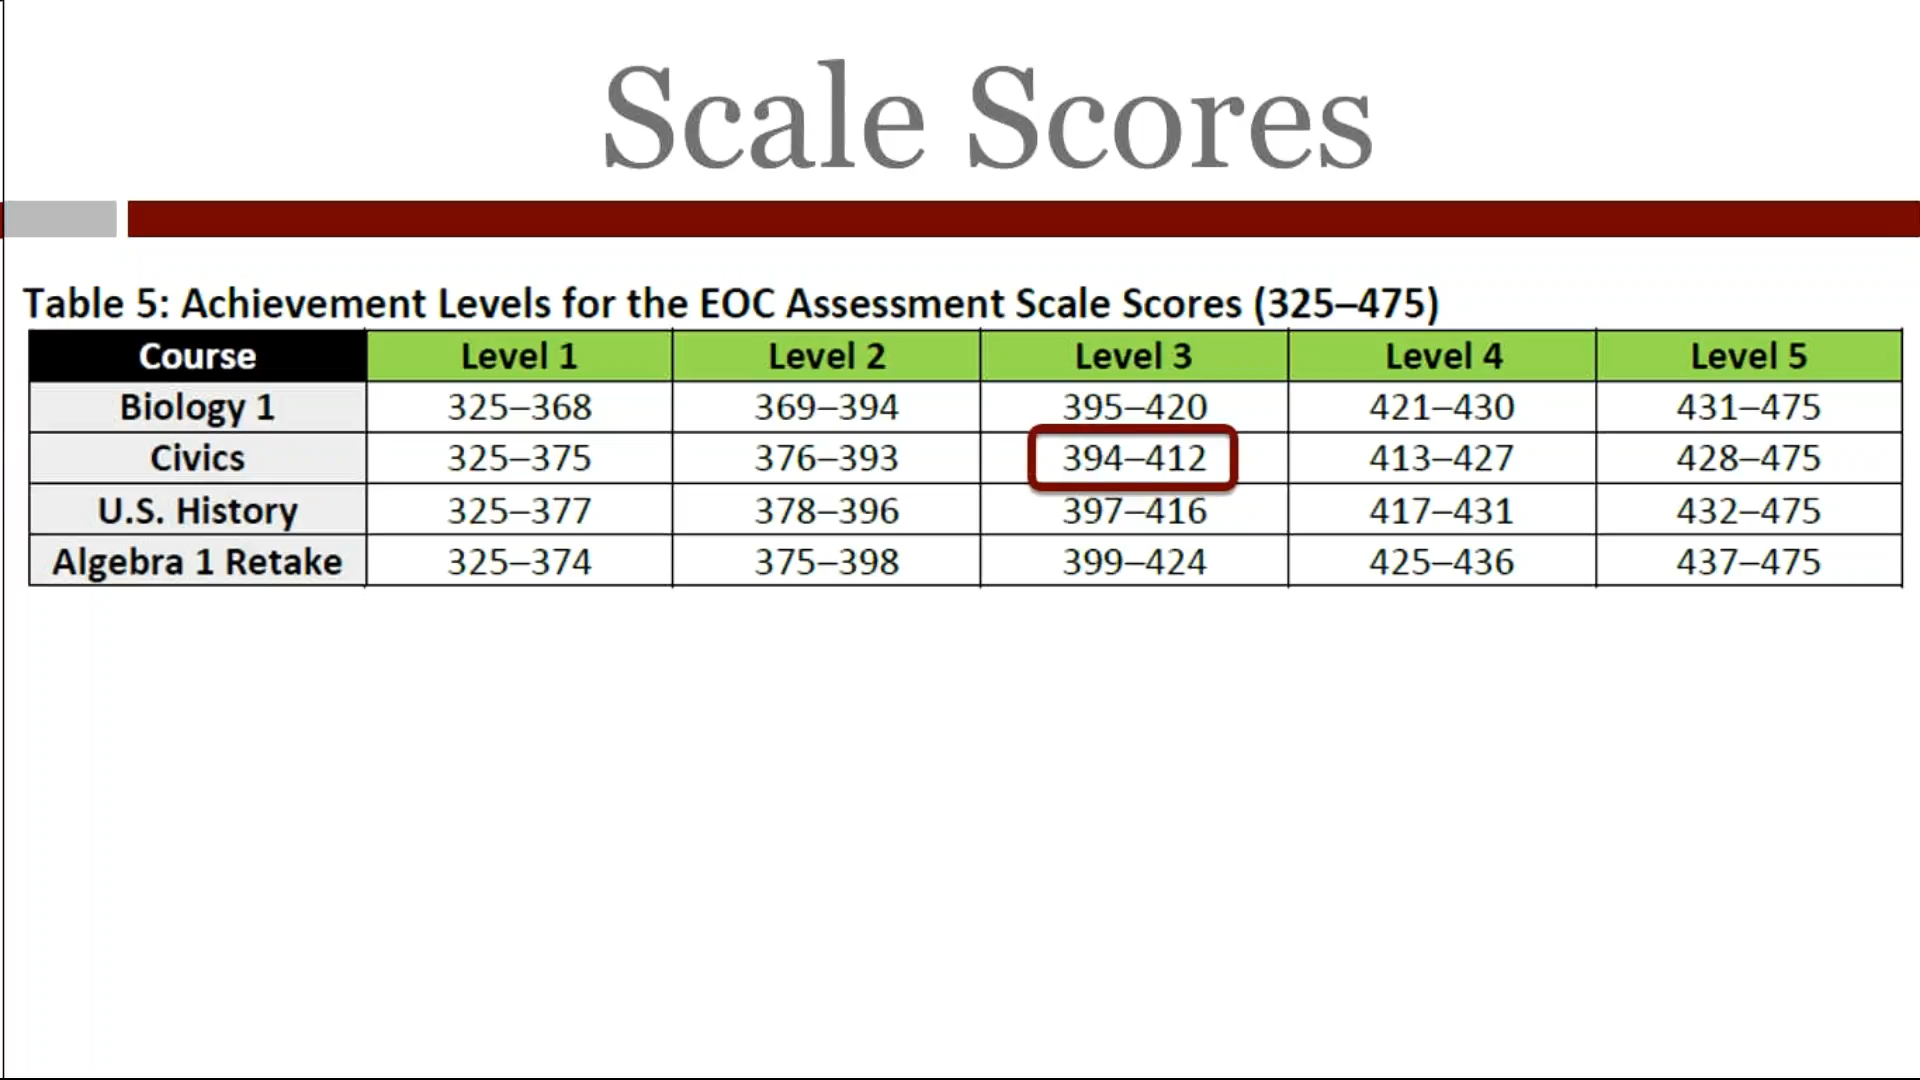 Scale Scores
Table 5: Achievement Levels for the EOC Assessment Scale Scores (325–475)
Course Level 1 Level 2 Level 3 Level 4 Level 5
Biology 1 325–368 369–394 395–420 421–430 431–475
Civics 325–375 376–393 394–412 413–427 428–475
U.S. History 325–377 378–396 397–416 417–431 432–475
Algebra 1 Retake 325–374 375–398 399–424 425–436 437–475